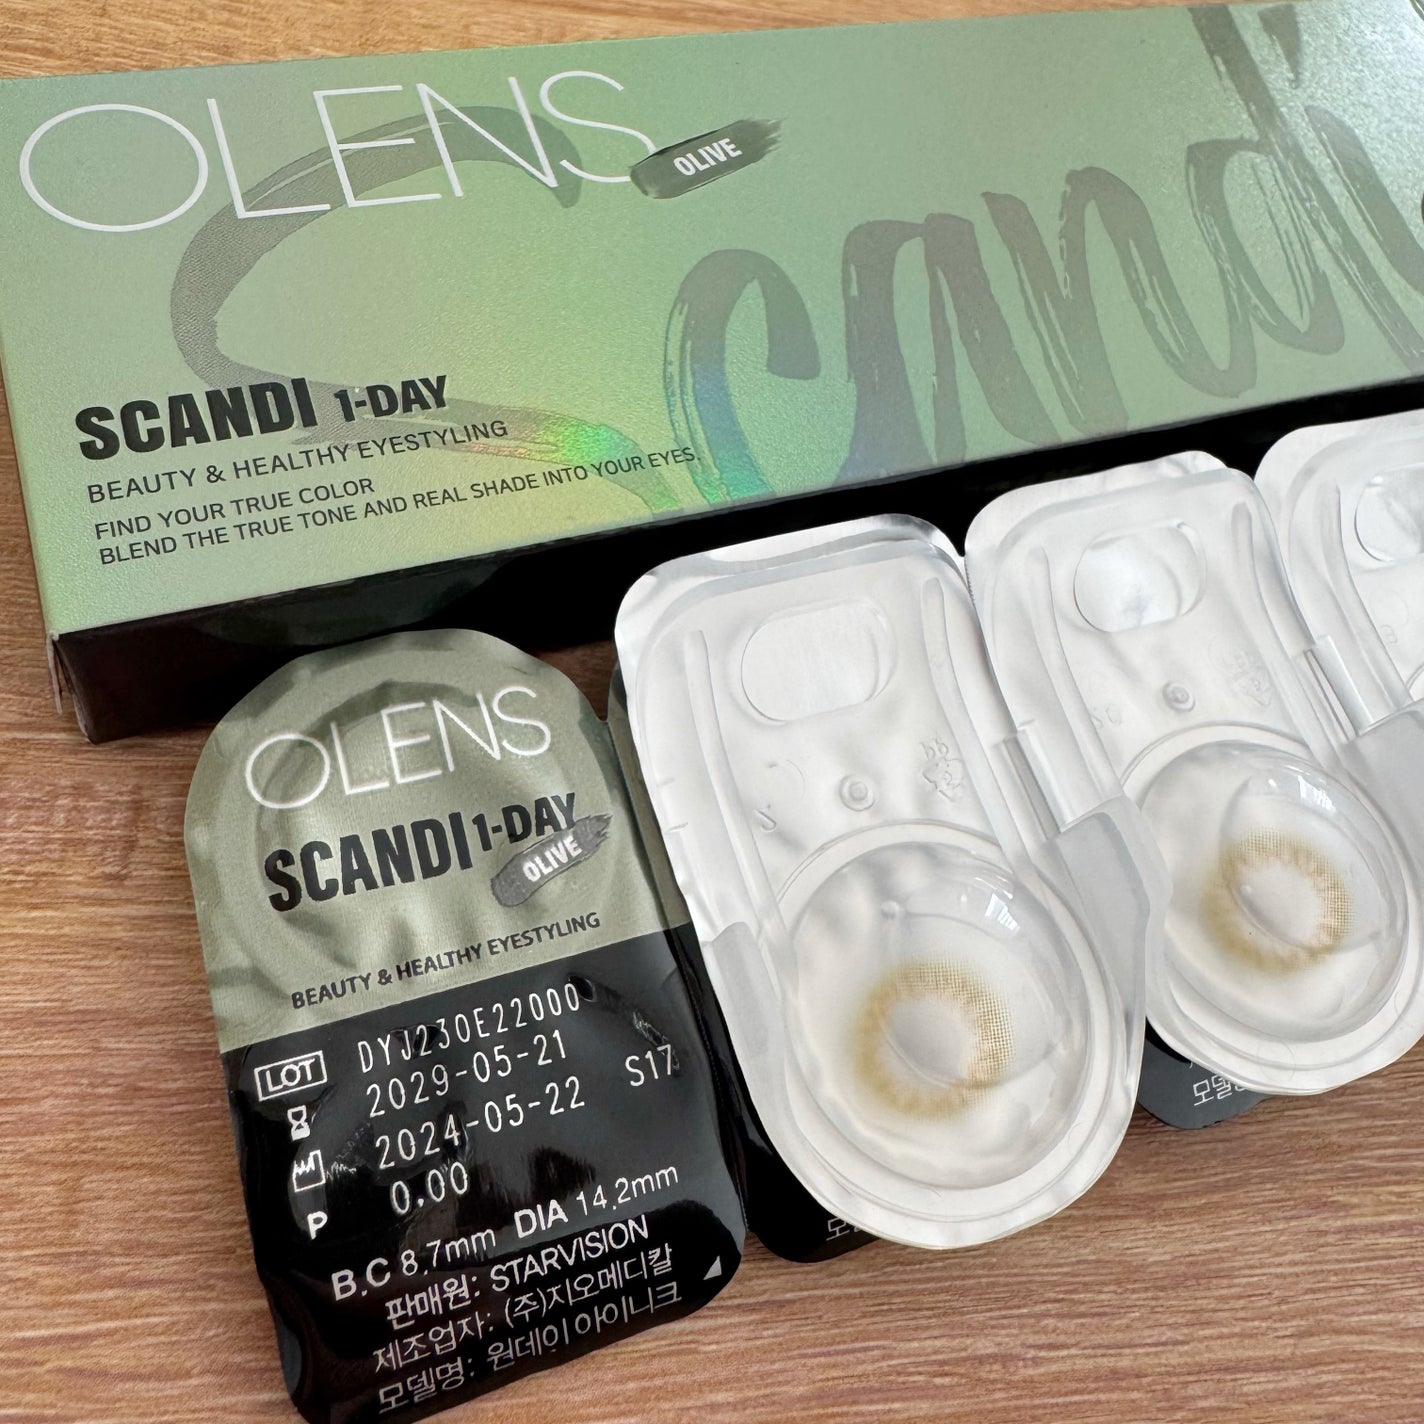 OLENS OLIVE
Scandi
SCANDI 1-DAY
BEAUTY & HEALTHY EYESTYLING
FIND YOUR TRUE COLOR
BLEND THE TRUE TONE AND REAL SHADE INTO YOUR EYES.
OLENS
SCANDI 1-DAY
OLIVE
BEAUTY & HEALTHY EYESTYLING
LOT DYJ230E22000
2029-05-21 S17
2024-05-22
P 0.00
B.C 8.7mm DIA 14.2mm
판매원: STARVISION
제조업자: (주)지오메디칼
모델명: 원데이 아이니크
모델